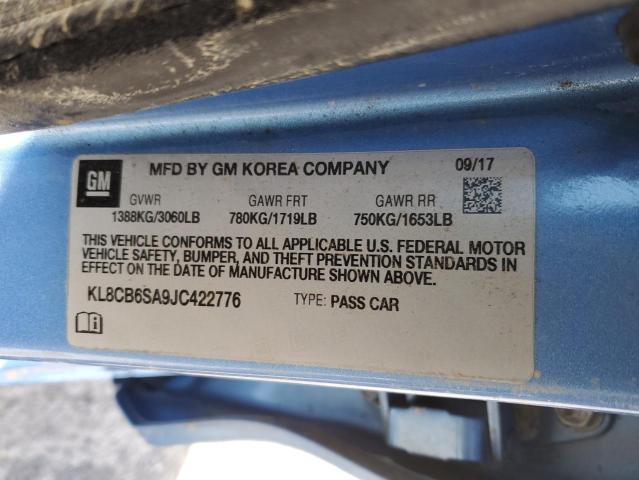 GM MFD BY GM KOREA COMPANY 09/17
GVWR GAWR FRT GAWR RR
1388KG/3060LB 780KG/1719LB 750KG/1653LB
THIS VEHICLE CONFORMS TO ALL APPLICABLE U.S. FEDERAL MOTOR
VEHICLE SAFETY, BUMPER, AND THEFT PREVENTION STANDARDS IN
EFFECT ON THE DATE OF MANUFACTURE SHOWN ABOVE.
KL8CB6SA9JC422776 TYPE: PASS CAR